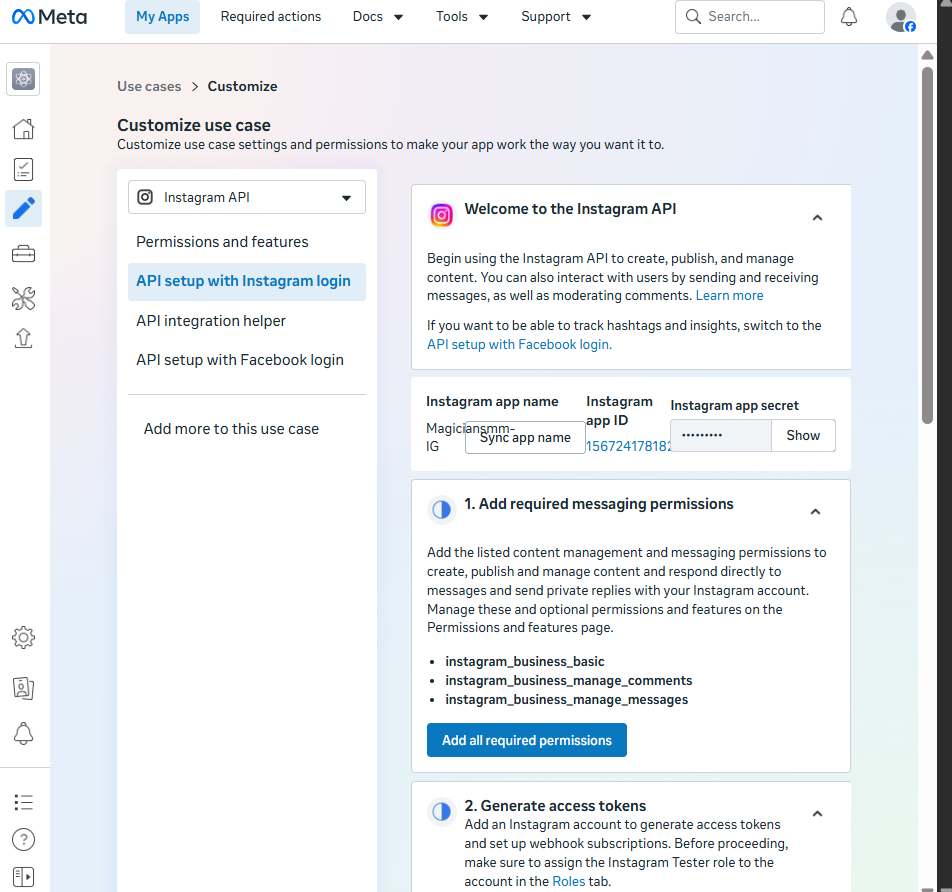 Meta
My Apps
Required actions
Docs
Tools
Support
Search...
Use cases > Customize
Customize use case
Customize use case settings and permissions to make your app work the way you want it to.
Instagram API
Permissions and features
API setup with Instagram login
API integration helper
API setup with Facebook login
Add more to this use case
Welcome to the Instagram API
Begin using the Instagram API to create, publish, and manage
content. You can also interact with users by sending and receiving
messages, as well as moderating comments. Learn more
If you want to be able to track hashtags and insights, switch to the
API setup with Facebook login.
Instagram app name
Magiciansmm-
IG
Sync app name
Instagram
app ID
156724178182
Instagram app secret
•••••••••
Show
1. Add required messaging permissions
Add the listed content management and messaging permissions to
create, publish and manage content and respond directly to
messages and send private replies with your Instagram account.
Manage these and optional permissions and features on the
Permissions and features page.
• instagram_business_basic
• instagram_business_manage_comments
• instagram_business_manage_messages
Add all required permissions
2. Generate access tokens
Add an Instagram account to generate access tokens
and set up webhook subscriptions. Before proceeding,
make sure to assign the Instagram Tester role to the
account in the Roles tab.